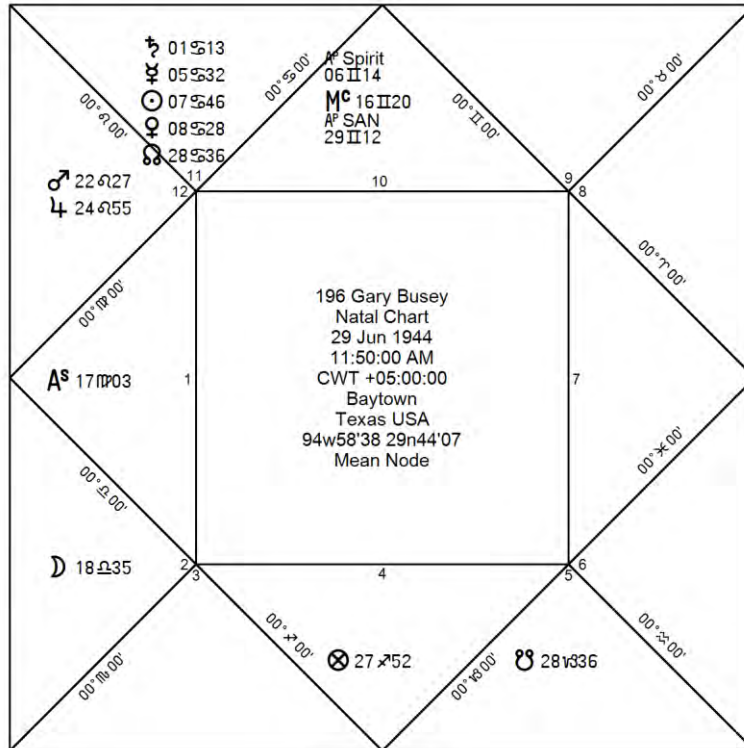 ♄ 01♋13
☿ 05♋32
☉ 07♋46
♀ 08♋28
☊ 28♋36
11
AP Spirit
06♊14
Mc 16♊20
AP SAN
29♊12
00°♌00'
00°♋00'
00°♊00'
00°♉00'
♂ 22♌27
♃ 24♌55
12
10
9
8
00°♍00'
00°♈00'
As 17♍03
1
7
196 Gary Busey
Natal Chart
29 Jun 1944
11:50:00 AM
CWT +05:00:00
Baytown
Texas USA
94w58'38 29n44'07
Mean Node
00°♎00'
00°♓00'
☽ 18♎35
2
3
4
5
6
00°♏00'
00°♐00'
⊗ 27♐52
00°♑00'
☋ 28♑36
00°♒00'